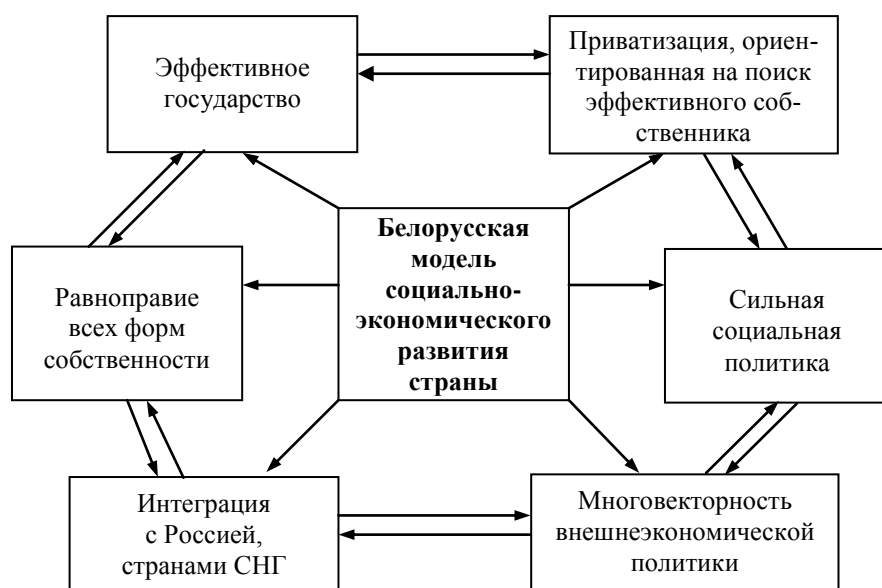 Эффективное
государство
Приватизация, ориен-
тированная на поиск
эффективного соб-
ственника
Белорусская
модель
социально-
экономического
развития
страны
Равноправие
всех форм
собственности
Сильная
социальная
политика
Интеграция
с Россией,
странами СНГ
Многовекторность
внешнеэкономической
политики